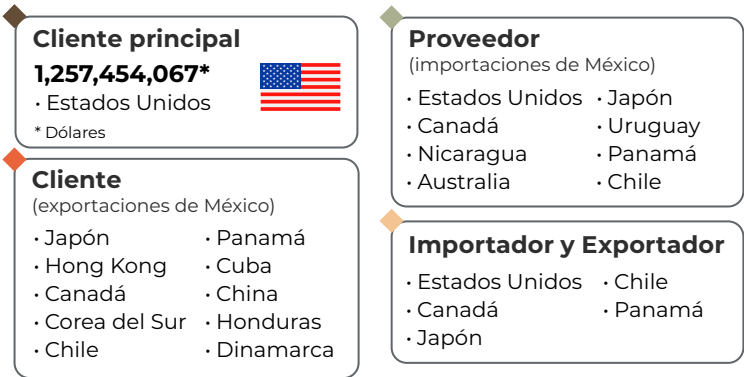 Cliente principal
1,257,454,067*
· Estados Unidos
* Dólares
Cliente
(exportaciones de México)
· Japón
· Hong Kong
· Canadá
· Corea del Sur
· Chile
· Panamá
· Cuba
· China
· Honduras
· Dinamarca
Proveedor
(importaciones de México)
· Estados Unidos
· Canadá
· Nicaragua
· Australia
· Japón
· Uruguay
· Panamá
· Chile
Importador y Exportador
· Estados Unidos
· Canadá
· Japón
· Chile
· Panamá